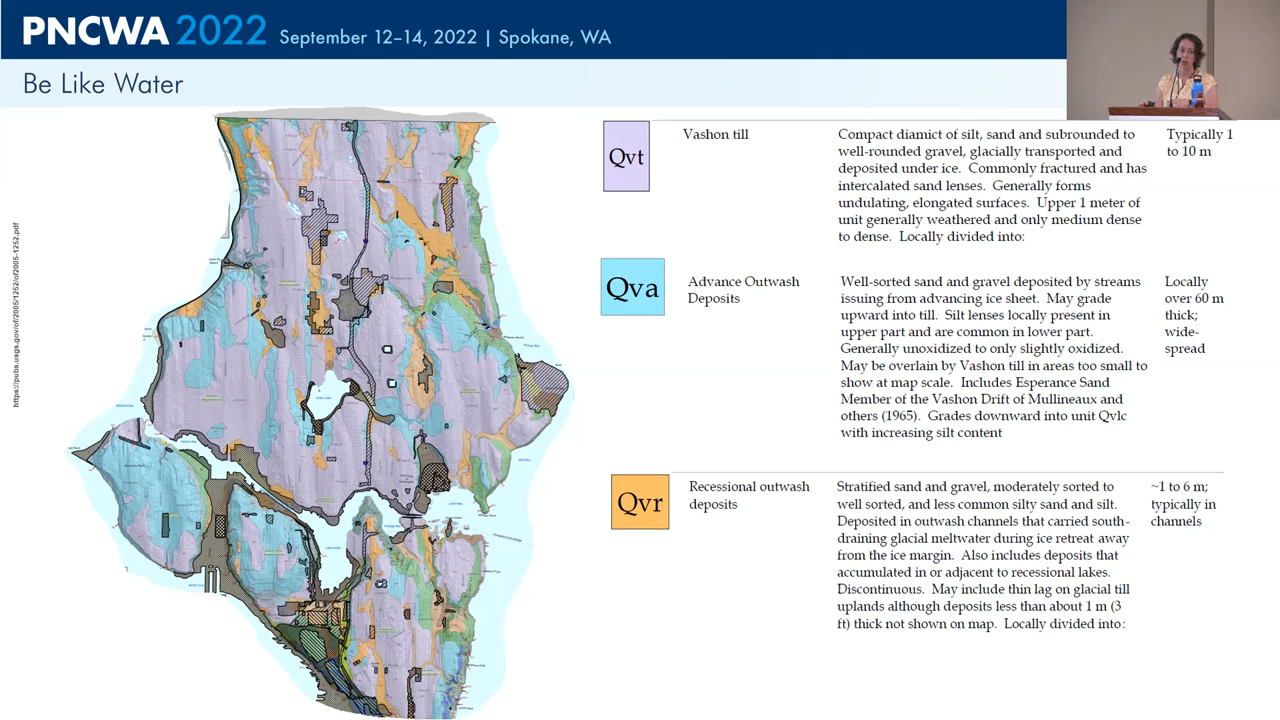 PNCWA 2022 September 12–14, 2022 | Spokane, WA
Be Like Water
https://pubs.usgs.gov/of/2005/1252/of2005-1252.pdf
Qvt
Vashon till
Compact diamict of silt, sand and subrounded to
well-rounded gravel, glacially transported and
deposited under ice. Commonly fractured and has
intercalated sand lenses. Generally forms
undulating, elongated surfaces. Upper 1 meter of
unit generally weathered and only medium dense
to dense. Locally divided into:
Typically 1
to 10 m
Qva
Advance Outwash
Deposits
Well-sorted sand and gravel deposited by streams
issuing from advancing ice sheet. May grade
upward into till. Silt lenses locally present in
upper part and are common in lower part.
Generally unoxidized to only slightly oxidized.
May be overlain by Vashon till in areas too small to
show at map scale. Includes Esperance Sand
Member of the Vashon Drift of Mullineaux and
others (1965). Grades downward into unit Qvlc
with increasing silt content
Locally
over 60 m
thick;
wide-
spread
Qvr
Recessional outwash
deposits
Stratified sand and gravel, moderately sorted to
well sorted, and less common silty sand and silt.
Deposited in outwash channels that carried south-
draining glacial meltwater during ice retreat away
from the ice margin. Also includes deposits that
accumulated in or adjacent to recessional lakes.
Discontinuous. May include thin lag on glacial till
uplands although deposits less than about 1 m (3
ft) thick not shown on map. Locally divided into:
~1 to 6 m;
typically in
channels